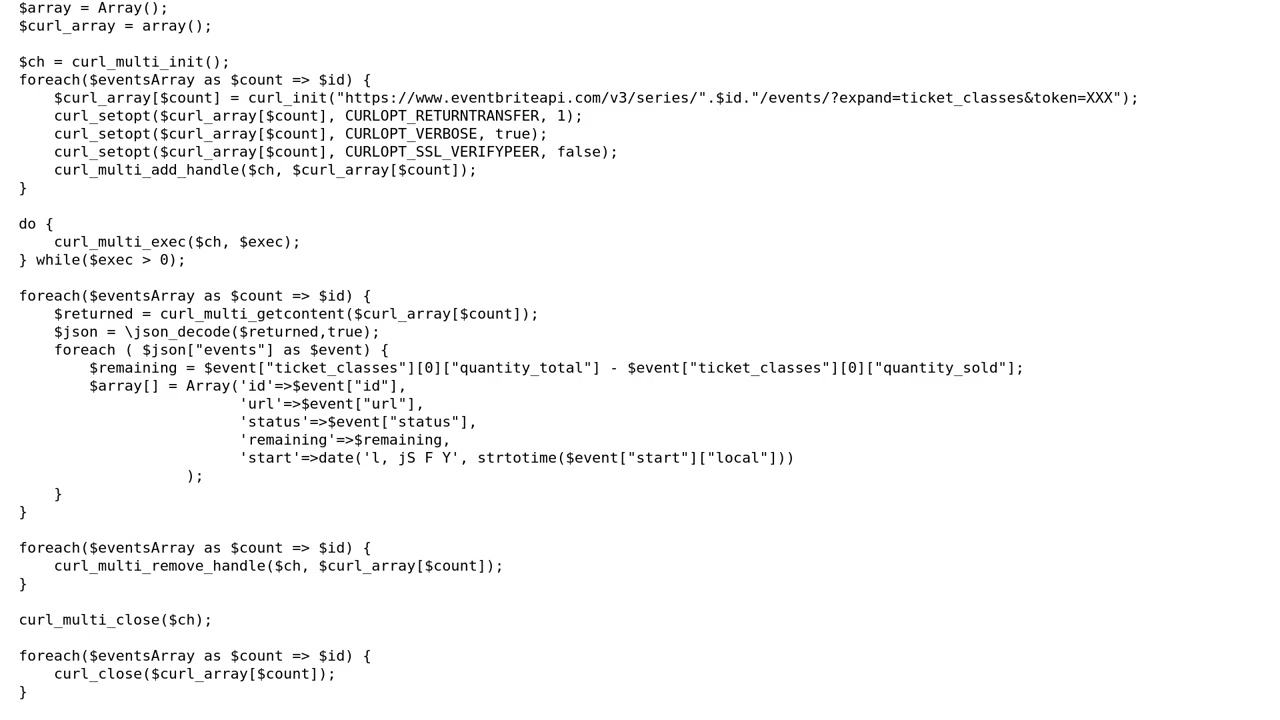 $array = Array();
$curl_array = array();

$ch = curl_multi_init();
foreach($eventsArray as $count => $id) {
    $curl_array[$count] = curl_init("https://www.eventbriteapi.com/v3/series/".$id."/events/?expand=ticket_classes&token=XXX");
    curl_setopt($curl_array[$count], CURLOPT_RETURNTRANSFER, 1);
    curl_setopt($curl_array[$count], CURLOPT_VERBOSE, true);
    curl_setopt($curl_array[$count], CURLOPT_SSL_VERIFYPEER, false);
    curl_multi_add_handle($ch, $curl_array[$count]);
}

do {
    curl_multi_exec($ch, $exec);
} while($exec > 0);

foreach($eventsArray as $count => $id) {
    $returned = curl_multi_getcontent($curl_array[$count]);
    $json = \json_decode($returned,true);
    foreach ( $json["events"] as $event) {
        $remaining = $event["ticket_classes"][0]["quantity_total"] - $event["ticket_classes"][0]["quantity_sold"];
        $array[] = Array('id'=>$event["id"],
                         'url'=>$event["url"],
                         'status'=>$event["status"],
                         'remaining'=>$remaining,
                         'start'=>date('l, jS F Y', strtotime($event["start"]["local"]))
                   );
    }
}

foreach($eventsArray as $count => $id) {
    curl_multi_remove_handle($ch, $curl_array[$count]);
}

curl_multi_close($ch);

foreach($eventsArray as $count => $id) {
    curl_close($curl_array[$count]);
}